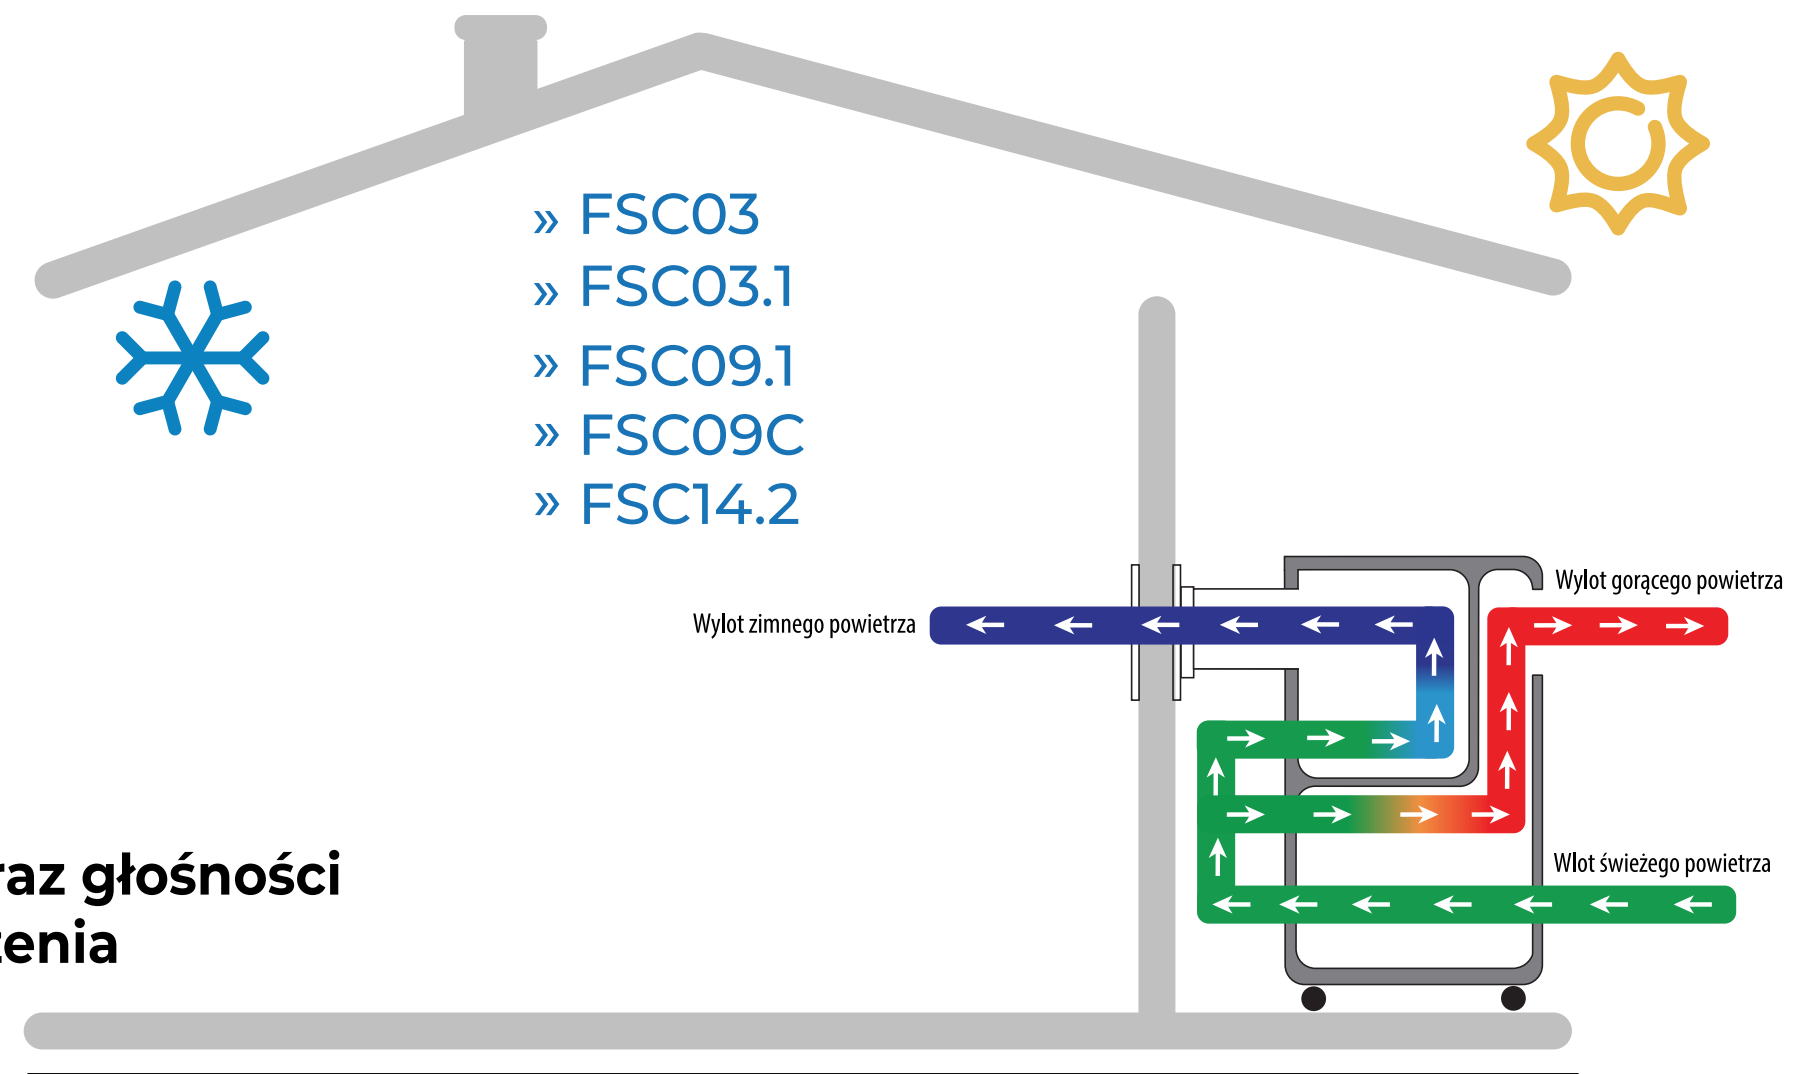 » FSC03
» FSC03.1
» FSC09.1
» FSC09C
» FSC14.2
Wylot gorącego powietrza
Wylot zimnego powietrza
Wlot świeżego powietrza
raz głośności
zenia